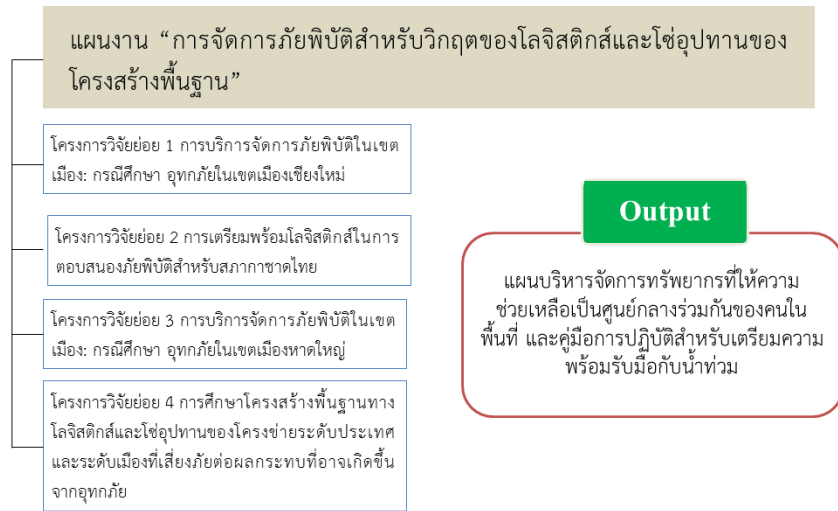 แผนงาน “การจัดการภัยพิบัติสำหรับวิกฤตของโลจิสติกส์และโซ่อุปทานของ
โครงสร้างพื้นฐาน”
โครงการวิจัยย่อย 1 การบริการจัดการภัยพิบัติในเขต
เมือง: กรณีศึกษา อุทกภัยในเขตเมืองเชียงใหม่
โครงการวิจัยย่อย 2 การเตรียมพร้อมโลจิสติกส์ในการ
ตอบสนองภัยพิบัติสำหรับสภากาชาดไทย
โครงการวิจัยย่อย 3 การบริการจัดการภัยพิบัติในเขต
เมือง: กรณีศึกษา อุทกภัยในเขตเมืองหาดใหญ่
โครงการวิจัยย่อย 4 การศึกษาโครงสร้างพื้นฐานทาง
โลจิสติกส์และโซ่อุปทานของโครงข่ายระดับประเทศ
และระดับเมืองที่เสี่ยงภัยต่อผลกระทบที่อาจเกิดขึ้น
จากอุทกภัย
Output
แผนบริหารจัดการทรัพยากรที่ให้ความ
ช่วยเหลือเป็นศูนย์กลางร่วมกันของคนใน
พื้นที่ และคู่มือการปฏิบัติสำหรับเตรียมความ
พร้อมรับมือกับน้ำท่วม